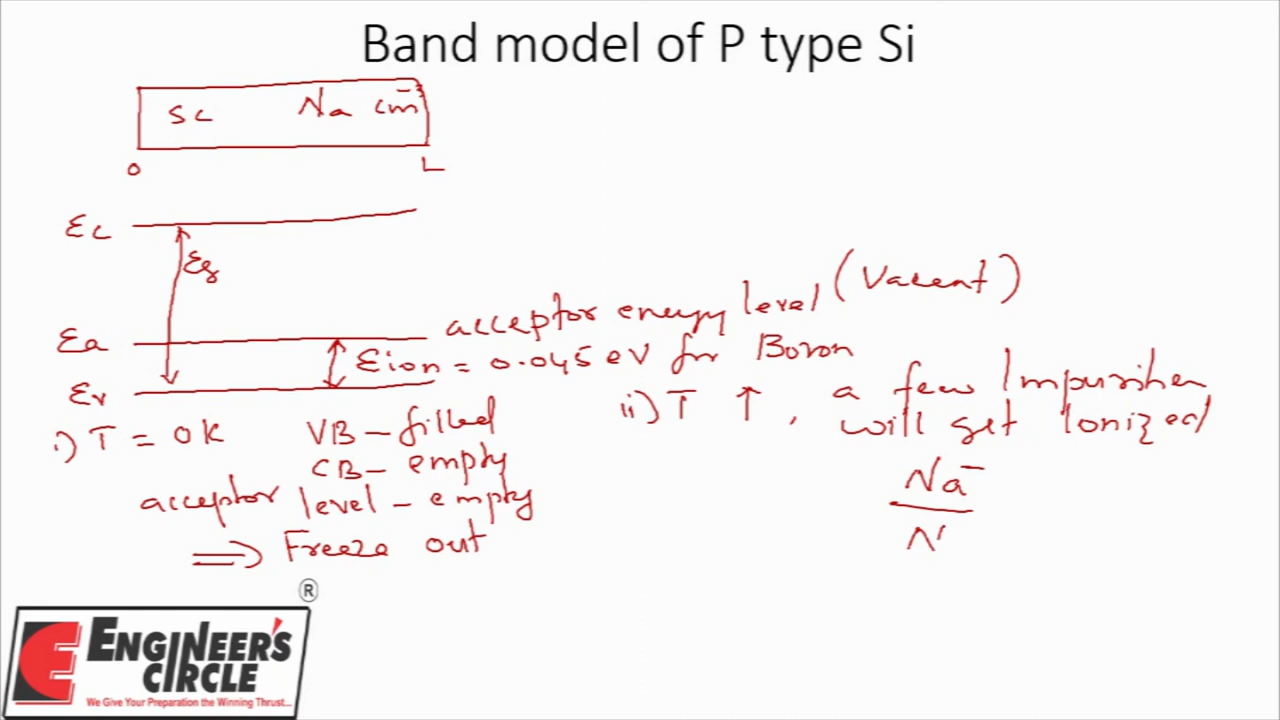 Band model of P type Si
SC Na cm⁻³
O L
Ec
Eg
acceptor energy level (Vacent)
Ea
Eion = 0.045 eV for Boron
Ev
i) T = 0K VB – filled
CB – empty
acceptor level – empty
⟹ Freeze out
ii) T ↑, a few Impurities
will get Ionized
Na⁻
N
®
ENGINEER'S
CIRCLE
We Give Your Preparation the Winning Thrust...